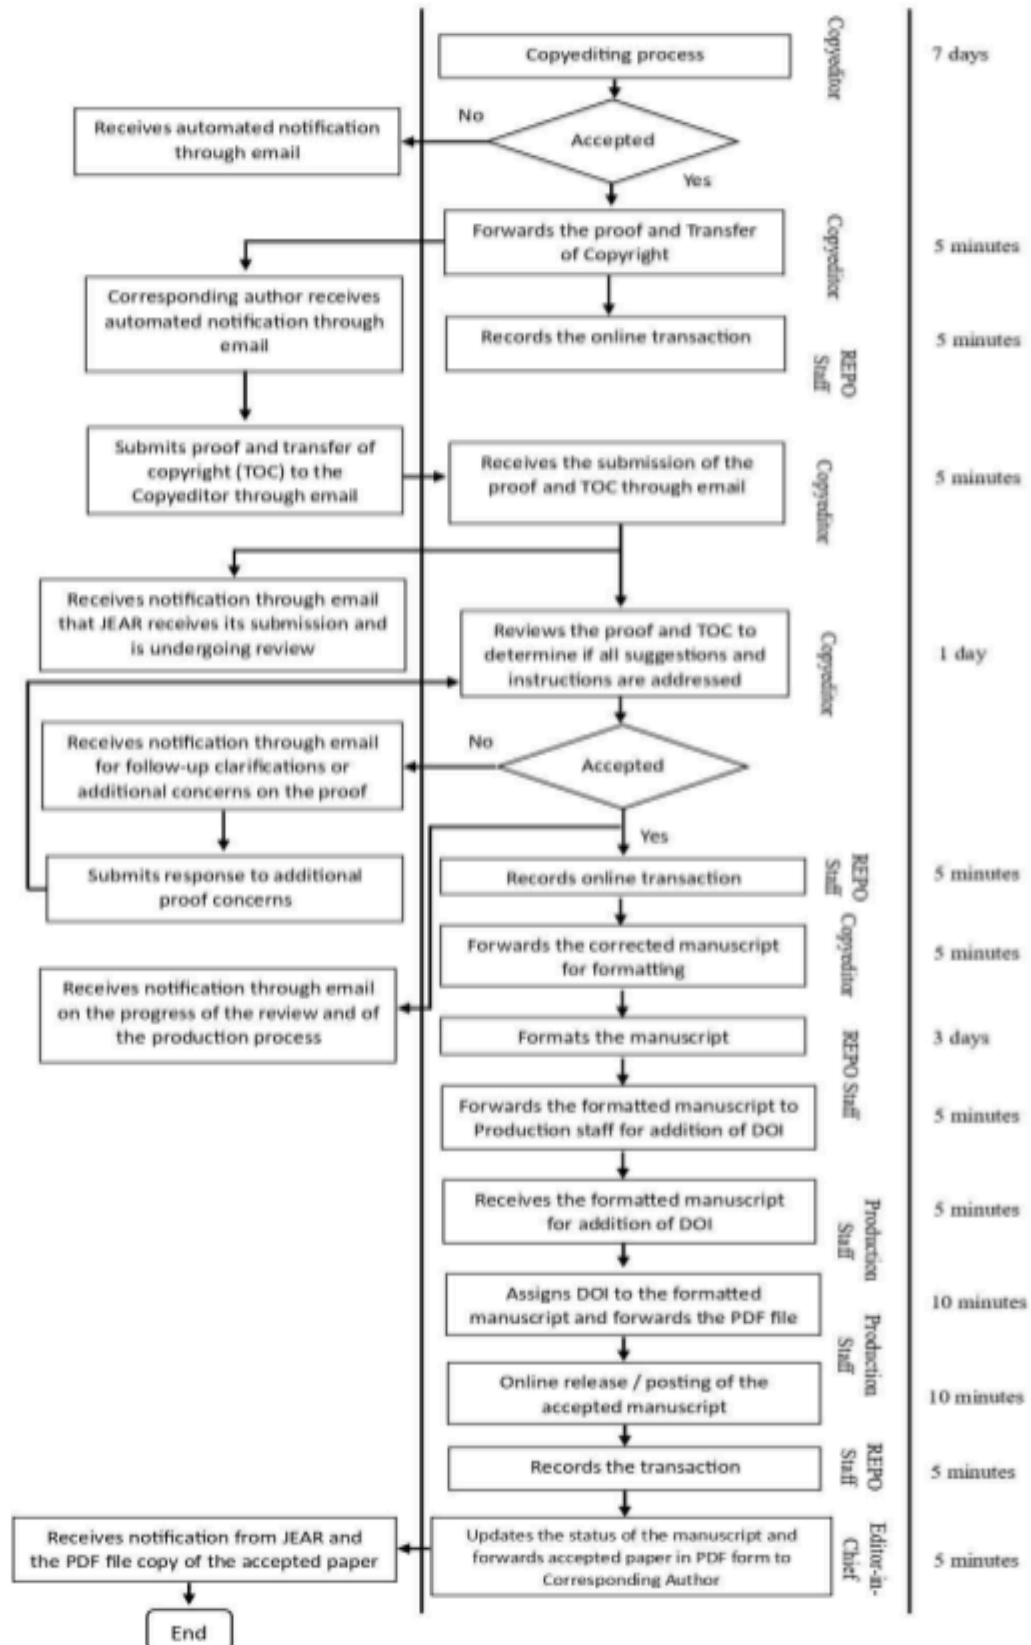 Copyediting process
Copyeditor
7 days
No
Accepted
Receives automated notification
through email
Yes
Forwards the proof and Transfer
of Copyright
Copyeditor
5 minutes
Corresponding author receives
automated notification through
email
Records the online transaction
REPO
Staff
5 minutes
Submits proof and transfer of
copyright (TOC) to the
Copyeditor through email
Receives the submission of the
proof and TOC through email
Copyeditor
5 minutes
Receives notification through email
that JEAR receives its submission and
is undergoing review
Reviews the proof and TOC to
determine if all suggestions and
instructions are addressed
Copyeditor
1 day
Receives notification through email
for follow-up clarifications or
additional concerns on the proof
No
Accepted
Yes
Submits response to additional
proof concerns
Records online transaction
REPO
Staff
5 minutes
Forwards the corrected manuscript
for formatting
Copyeditor
5 minutes
Receives notification through email
on the progress of the review and of
the production process
Formats the manuscript
REPO Staff
3 days
Forwards the formatted manuscript to
Production staff for addition of DOI
5 minutes
Receives the formatted manuscript
for addition of DOI
Production
Staff
5 minutes
Assigns DOI to the formatted
manuscript and forwards the PDF file
Production
Staff
10 minutes
Online release / posting of the
accepted manuscript
10 minutes
Records the transaction
REPO
Staff
5 minutes
Receives notification from JEAR and
the PDF file copy of the accepted paper
Updates the status of the manuscript and
forwards accepted paper in PDF form to
Corresponding Author
Editor-in-
Chief
5 minutes
End